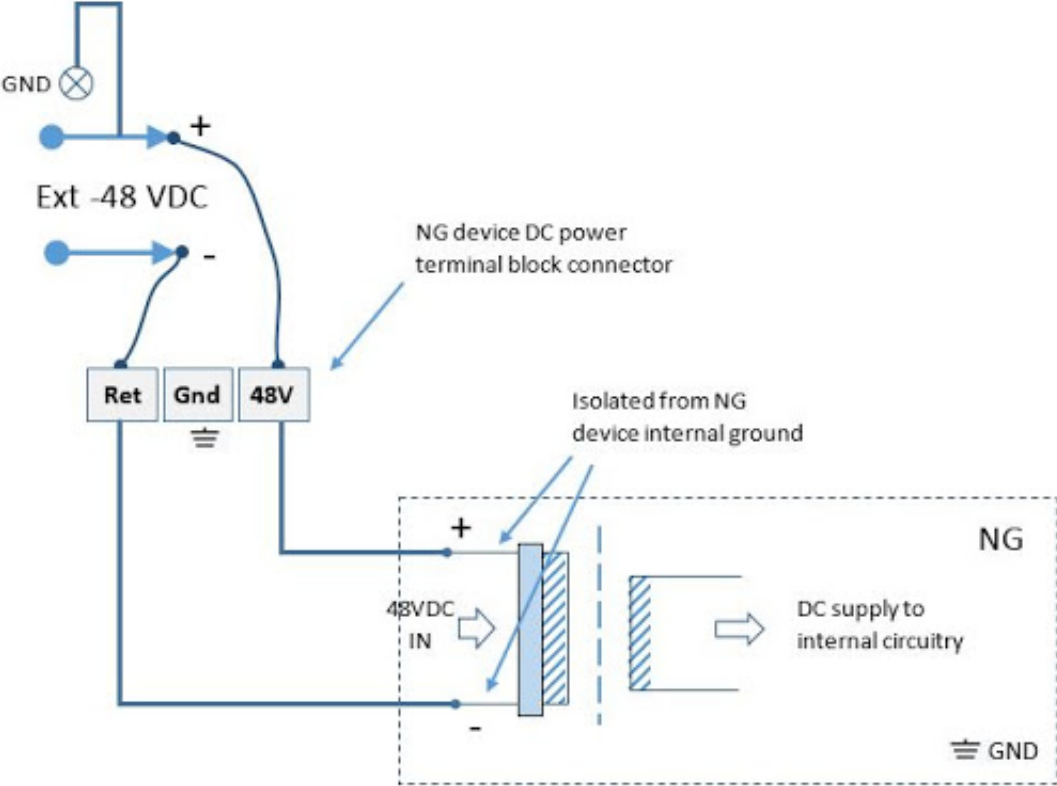 GND
+
Ext -48 VDC
-
NG device DC power
terminal block connector
Ret
Gnd
48V
Isolated from NG
device internal ground
+
NG
48VDC
IN
DC supply to
internal circuitry
-
GND